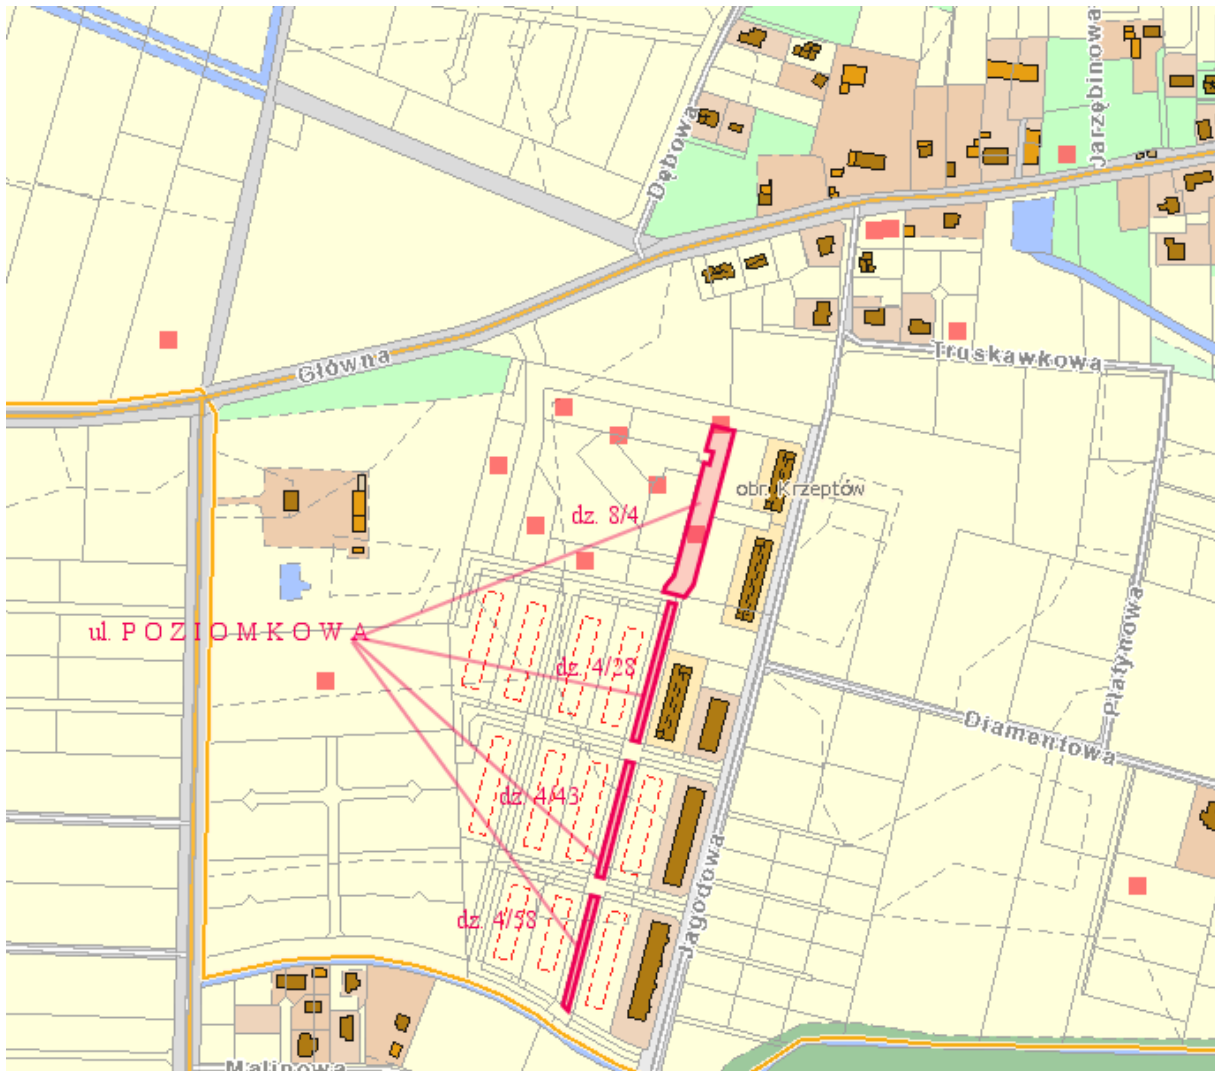 Jarzębinowa
Dębowa
Główna
Truskawkowa
obr. Krzeptów
dz. 8/4
ul. P O Z I O M K O W A
dz. 4/28
Platynowa
Diamentowa
dz. 4/43
Jagodowa
dz. 4/58
Malinowa